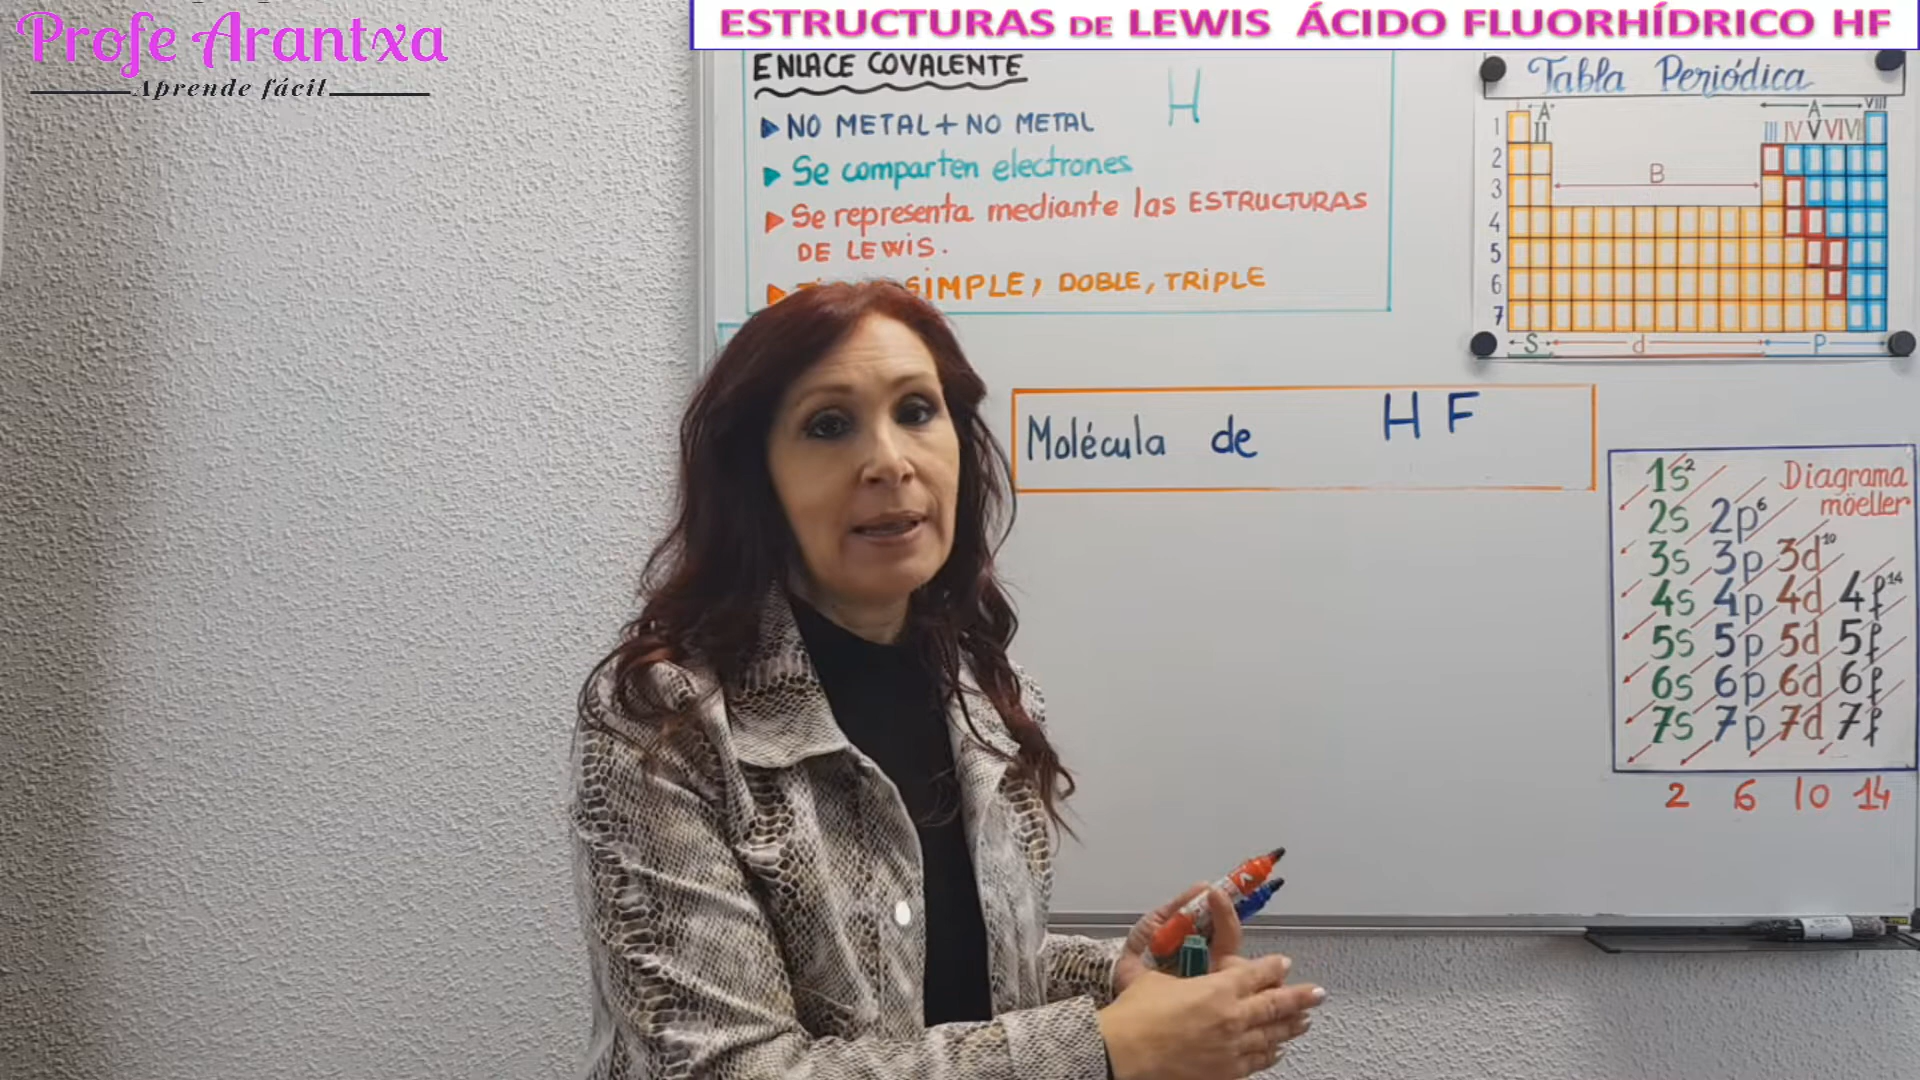 Profe Arantxa
Aprende fácil
ESTRUCTURAS DE LEWIS ÁCIDO FLUORHÍDRICO HF
ENLACE COVALENTE
H
NO METAL + NO METAL
Se comparten electrones
Se representa mediante las ESTRUCTURAS
DE LEWIS.
SIMPLE, DOBLE, TRIPLE
Tabla Periódica
I A A VIII
II III IV V VI VII
1
2
3
4
5
6
7
B
S d P
Molécula de H F
Diagrama
möeller
1s²
2s 2p⁶
3s 3p 3d¹⁰
4s 4p 4d 4f¹⁴
5s 5p 5d 5f
6s 6p 6d 6f
7s 7p 7d 7f
2 6 10 14